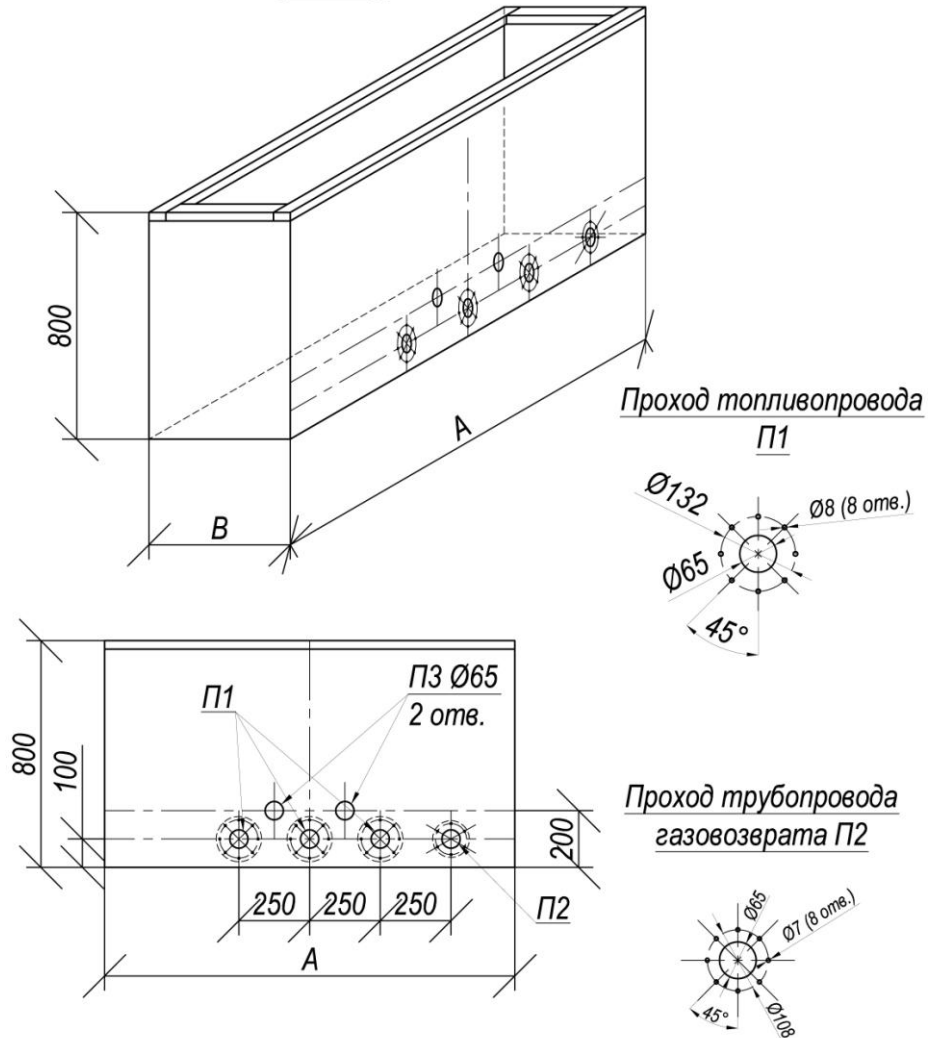 800
B
A
Проход топливопровода
П1
Ø132
Ø8 (8 отв.)
Ø65
45°
800
100
П1
П3 Ø65
2 отв.
200
250
250
250
П2
A
Проход трубопровода
газовозврата П2
Ø65
Ø7 (8 отв.)
45°
Ø108